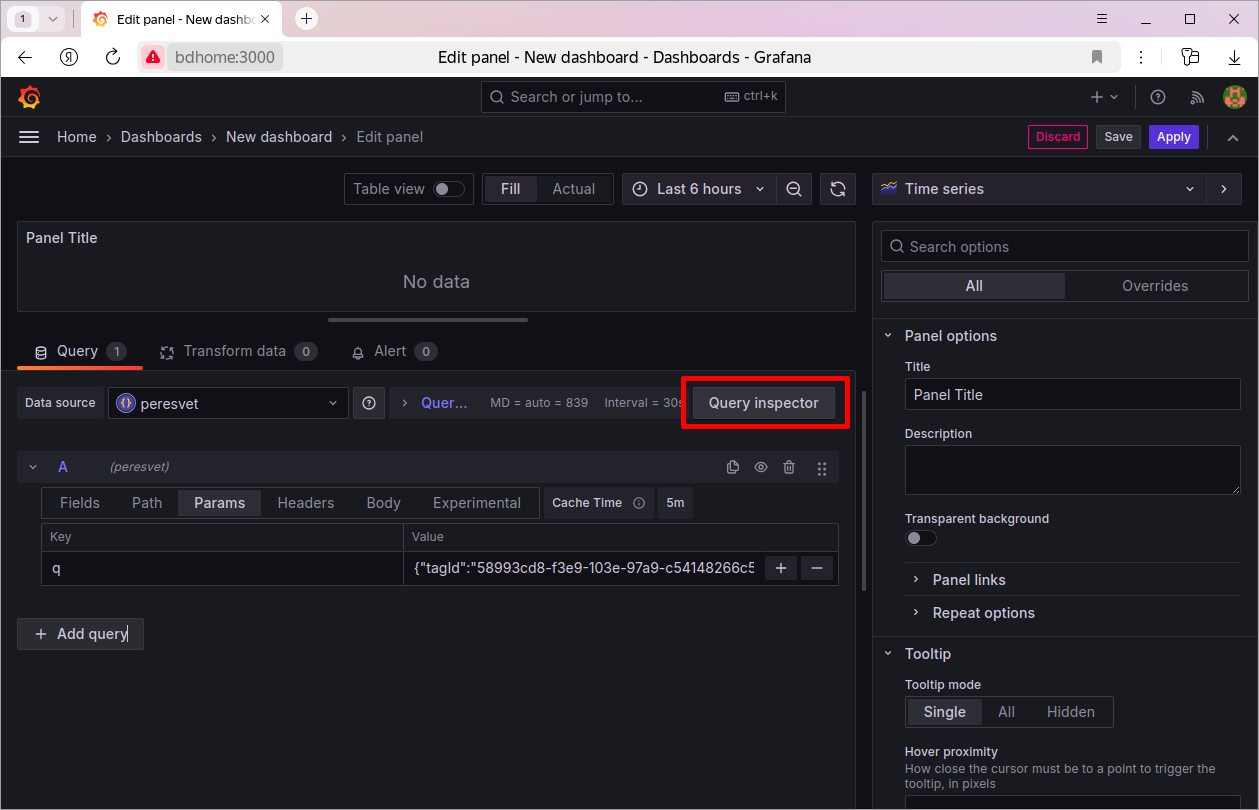 1
Edit panel - New dashb
Я
bdhome:3000
Edit panel - New dashboard - Dashboards - Grafana
Search or jump to...
ctrl+k
Home › Dashboards › New dashboard › Edit panel
Discard
Save
Apply
Table view
Fill
Actual
Last 6 hours
Time series
Panel Title
No data
Search options
All
Overrides
Query 1
Transform data 0
Alert 0
Panel options
Title
Panel Title
Description
Transparent background
Panel links
Repeat options
Data source
peresvet
Quer...
MD = auto = 839
Interval = 30s
Query inspector
A
(peresvet)
Fields
Path
Params
Headers
Body
Experimental
Cache Time
5m
Key
Value
q
{"tagId":"58993cd8-f3e9-103e-97a9-c54148266c5
Add query
Tooltip
Tooltip mode
Single
All
Hidden
Hover proximity
How close the cursor must be to a point to trigger the
tooltip, in pixels